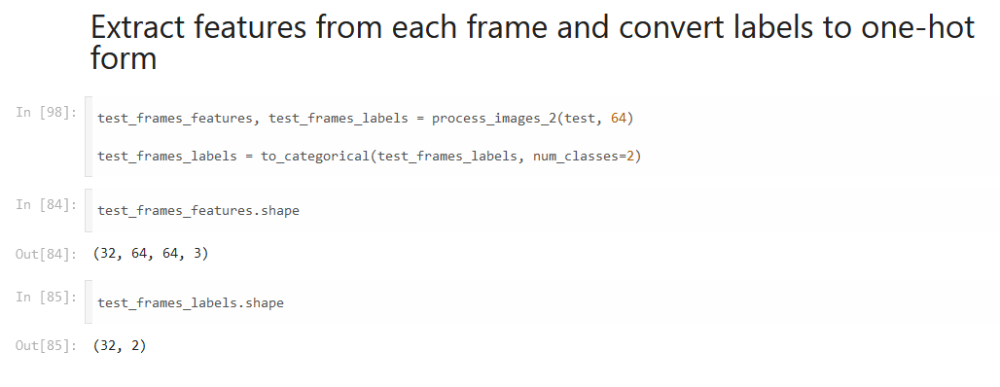 Extract features from each frame and convert labels to one-hot
form
In [98]:
test_frames_features, test_frames_labels = process_images_2(test, 64)
test_frames_labels = to_categorical(test_frames_labels, num_classes=2)
In [84]:
test_frames_features.shape
Out[84]: (32, 64, 64, 3)
In [85]:
test_frames_labels.shape
Out[85]: (32, 2)